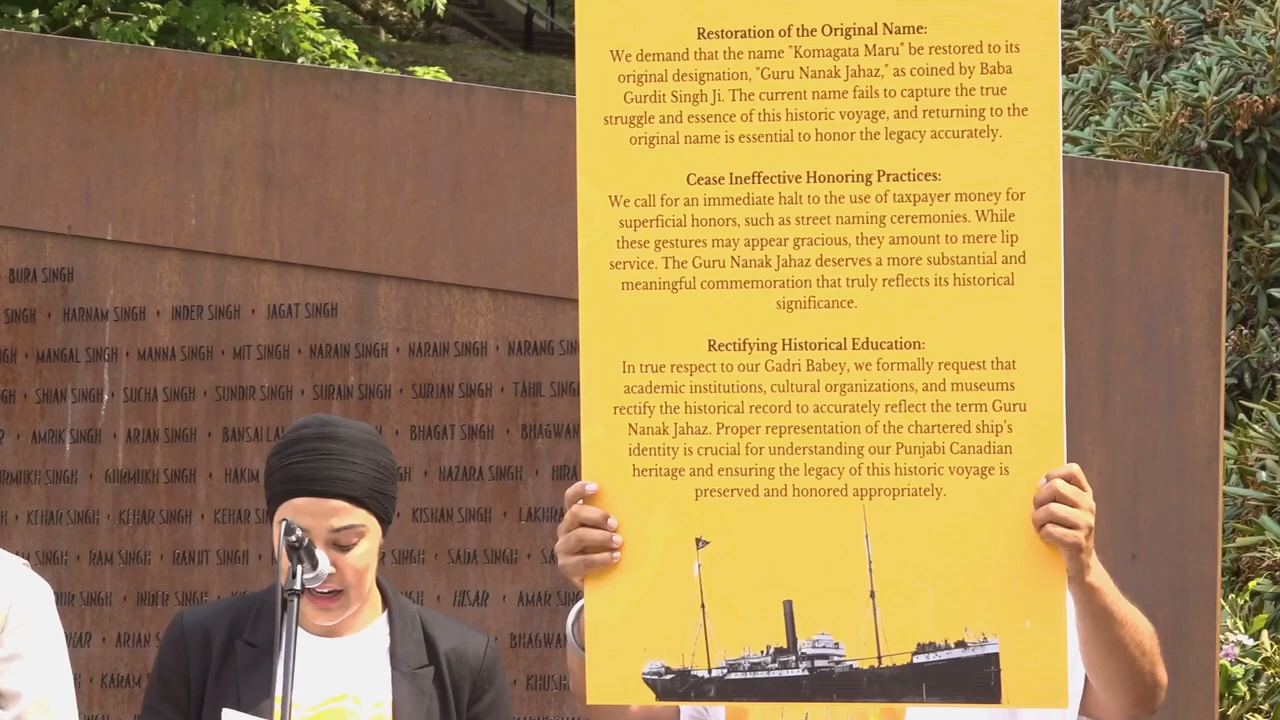 Restoration of the Original Name:
We demand that the name "Komagata Maru" be restored to its
original designation, "Guru Nanak Jahaz," as coined by Baba
Gurdit Singh Ji. The current name fails to capture the true
struggle and essence of this historic voyage, and returning to the
original name is essential to honor the legacy accurately.
Cease Ineffective Honoring Practices:
We call for an immediate halt to the use of taxpayer money for
superficial honors, such as street naming ceremonies. While
these gestures may appear gracious, they amount to mere lip
service. The Guru Nanak Jahaz deserves a more substantial and
meaningful commemoration that truly reflects its historical
significance.
Rectifying Historical Education:
In true respect to our Gadri Babey, we formally request that
academic institutions, cultural organizations, and museums
rectify the historical record to accurately reflect the term Guru
Nanak Jahaz. Proper representation of the chartered ship's
identity is crucial for understanding our Punjabi Canadian
heritage and ensuring the legacy of this historic voyage is
preserved and honored appropriately.
BURA SINGH
SINGH • HARNAM SINGH • INDER SINGH • JAGAT SINGH
• MANGAL SINGH • MANNA SINGH • MIT SINGH • NARAIN SINGH • NARAIN SINGH • NARANG
• SHIAN SINGH • SUCHA SINGH • SUNDIR SINGH • SURAIN SINGH • SURJAN SINGH • TAHIL
• AMRIK SINGH • ARJAN SINGH • • BHAGAT SINGH • BHAGWAN
SINGH • GURMUKH SINGH • HAKIM • HAZARA SINGH •
• KEHAR SINGH • KEHAR SINGH • KEHAR • KISHAN SINGH •
SINGH • RAM SINGH • RANJIT SINGH • SINGH • SADA SINGH •
SINGH • INDER SINGH • • HISAR • AMAR
• ARJAN • BHAGWAN
• KARAM